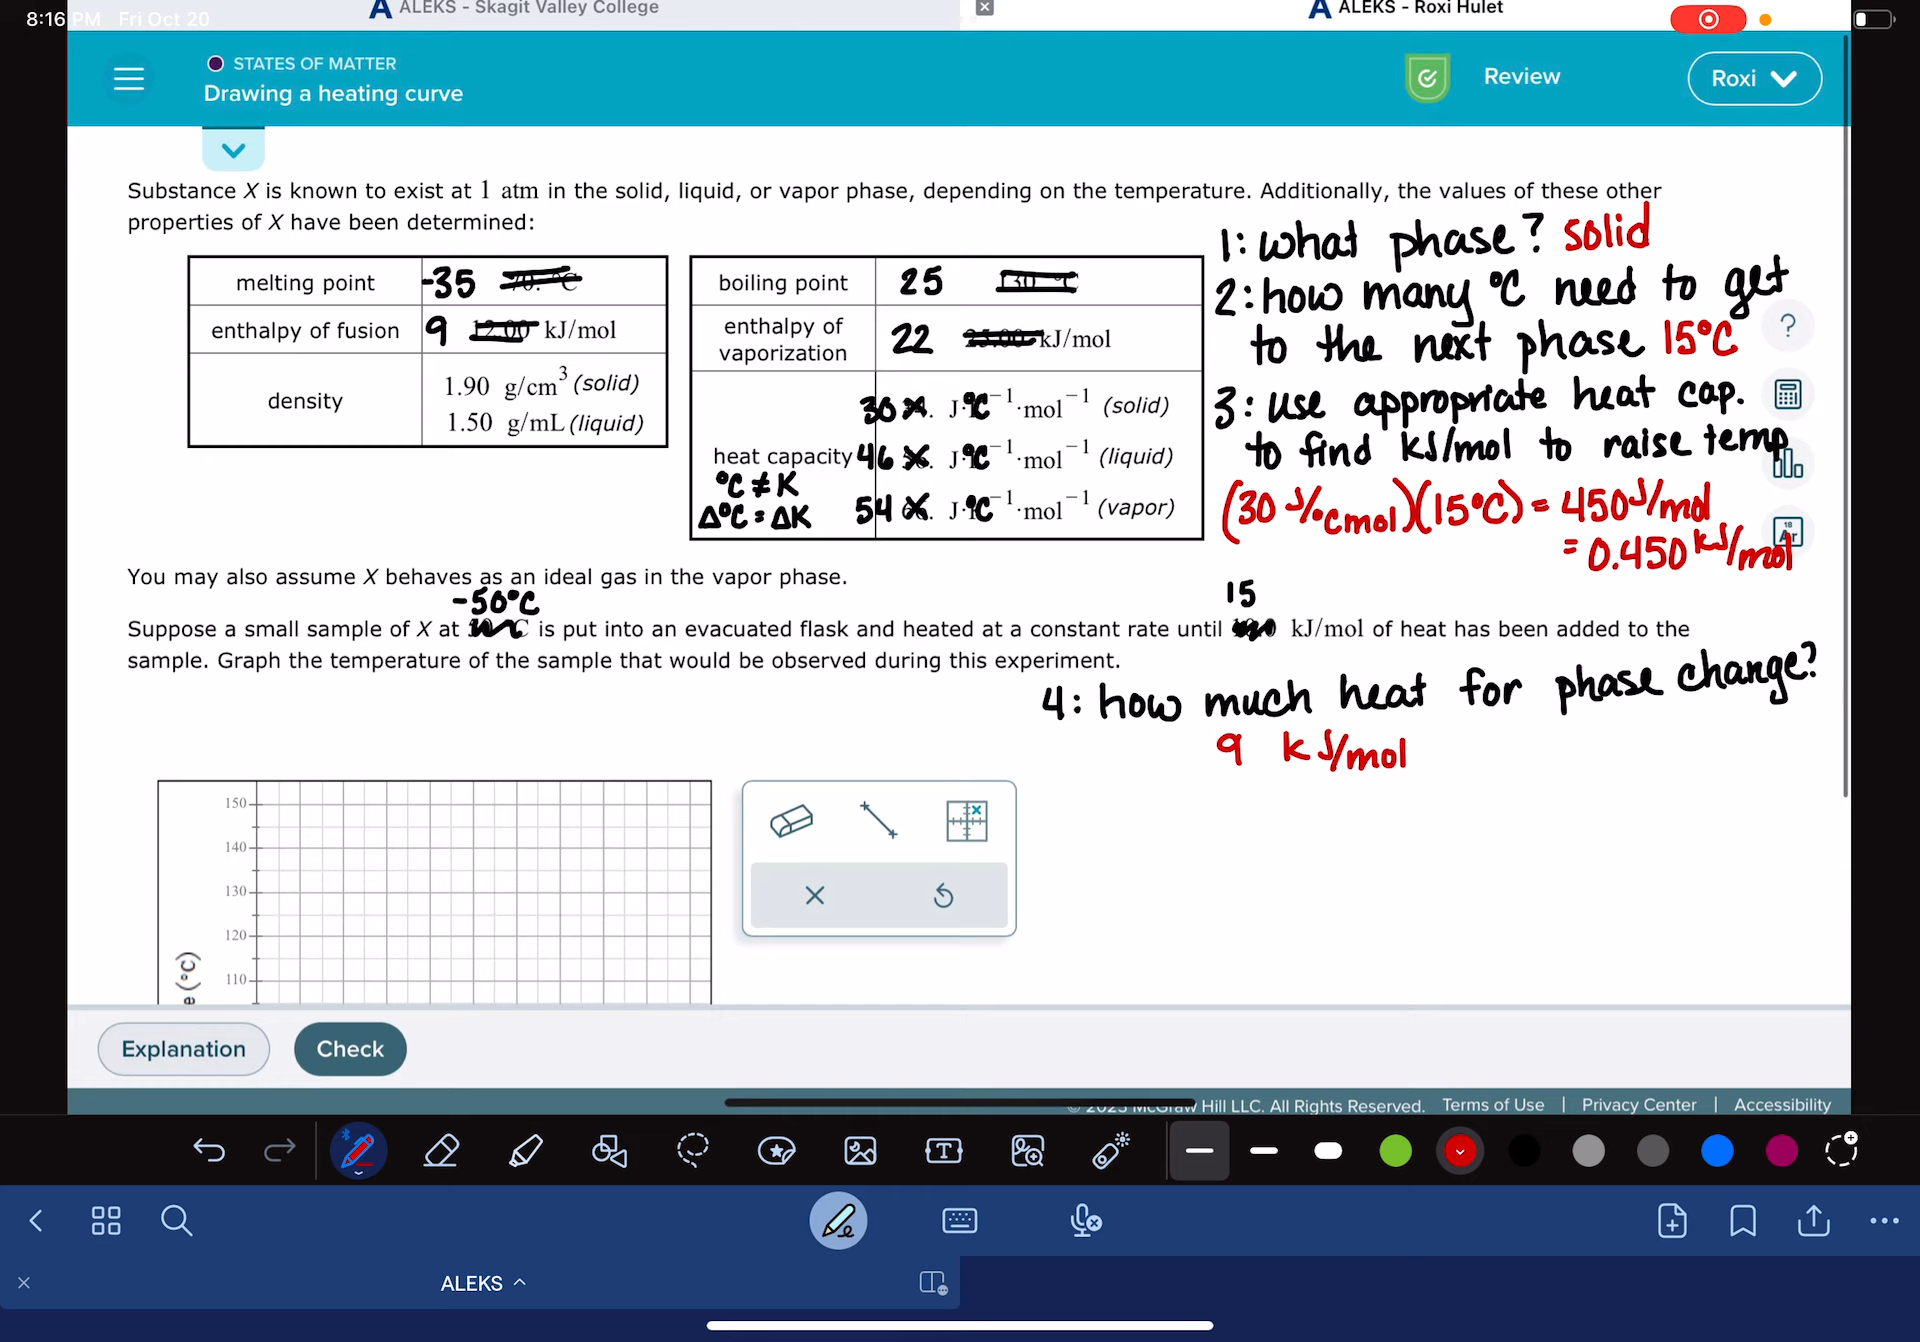 8:16 PM Fri Oct 20
ALEKS - Skagit Valley College
ALEKS - Roxi Hulet
STATES OF MATTER
Drawing a heating curve
Review
Roxi
Substance X is known to exist at 1 atm in the solid, liquid, or vapor phase, depending on the temperature. Additionally, the values of these other
properties of X have been determined:
melting point -35
enthalpy of fusion 9 12.00 kJ/mol
density
1.90 g/cm³ (solid)
1.50 g/mL (liquid)
boiling point 25 130 °C
enthalpy of
vaporization
22 kJ/mol
heat capacity
30 J·°C⁻¹·mol⁻¹ (solid)
46 J·°C⁻¹·mol⁻¹ (liquid)
54 J·°C⁻¹·mol⁻¹ (vapor)
°C ≠ K
Δ°C = ΔK
1: what phase? solid
2: how many °C need to get
to the next phase 15°C
3: use appropriate heat cap.
to find kJ/mol to raise temp
(30 J/°C mol)(15°C) = 450 J/mol
= 0.450 kJ/mol
?
18
Ar
You may also assume X behaves as an ideal gas in the vapor phase.
-50°C
15
Suppose a small sample of X at is put into an evacuated flask and heated at a constant rate until kJ/mol of heat has been added to the
sample. Graph the temperature of the sample that would be observed during this experiment.
4: how much heat for phase change?
9 kJ/mol
150
140
130
120
110
e (°C)
Explanation
Check
© 2023 McGraw Hill LLC. All Rights Reserved. Terms of Use | Privacy Center | Accessibility
ALEKS